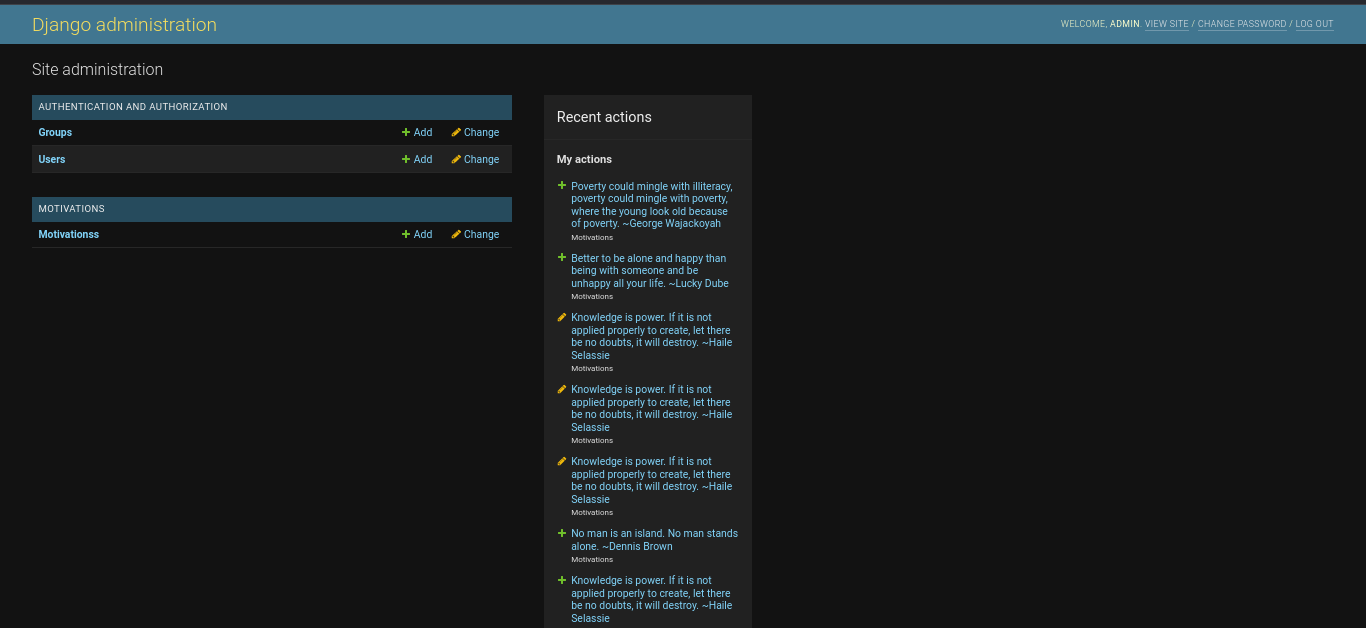 Django administration
WELCOME, ADMIN. VIEW SITE / CHANGE PASSWORD / LOG OUT
Site administration
AUTHENTICATION AND AUTHORIZATION
Groups Add Change
Users Add Change
MOTIVATIONS
Motivationss Add Change
Recent actions
My actions
Poverty could mingle with illiteracy,
poverty could mingle with poverty,
where the young look old because
of poverty. ~George Wajackoyah
Motivations
Better to be alone and happy than
being with someone and be
unhappy all your life. ~Lucky Dube
Motivations
Knowledge is power. If it is not
applied properly to create, let there
be no doubts, it will destroy. ~Haile
Selassie
Motivations
Knowledge is power. If it is not
applied properly to create, let there
be no doubts, it will destroy. ~Haile
Selassie
Motivations
Knowledge is power. If it is not
applied properly to create, let there
be no doubts, it will destroy. ~Haile
Selassie
Motivations
No man is an island. No man stands
alone. ~Dennis Brown
Motivations
Knowledge is power. If it is not
applied properly to create, let there
be no doubts, it will destroy. ~Haile
Selassie